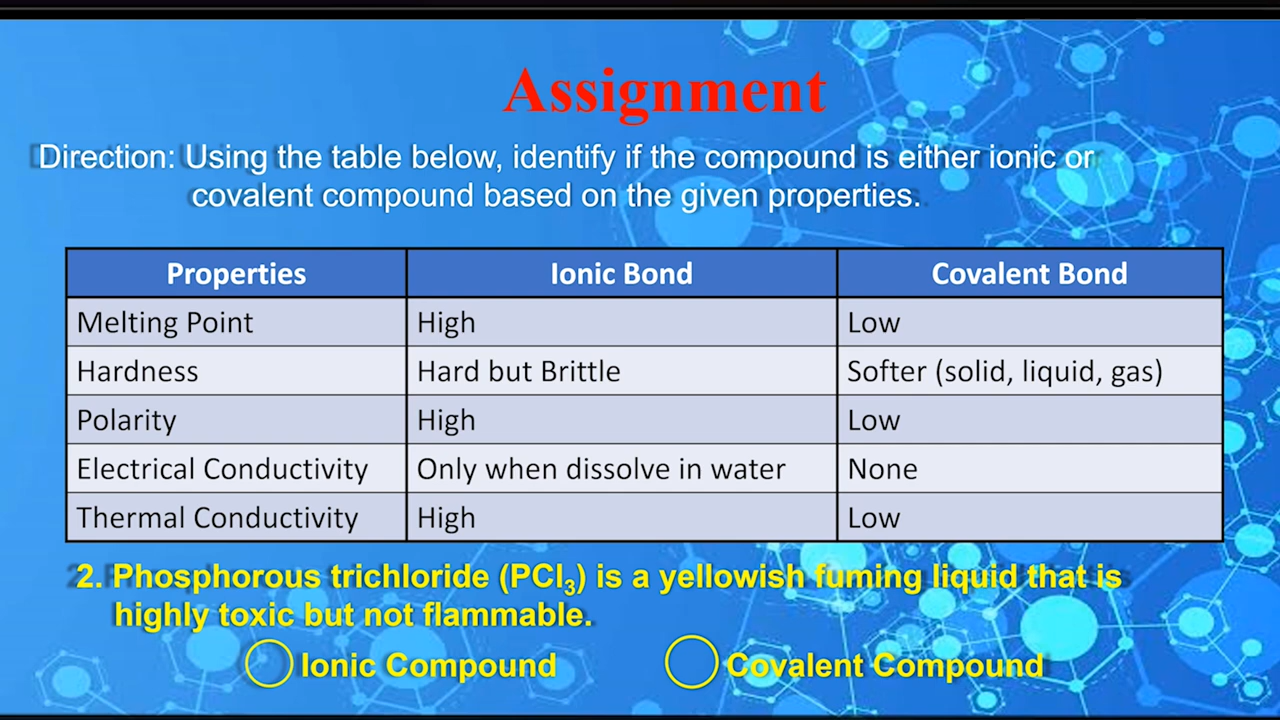 Assignment
Direction: Using the table below, identify if the compound is either ionic or
covalent compound based on the given properties.
Properties Ionic Bond Covalent Bond
Melting Point High Low
Hardness Hard but Brittle Softer (solid, liquid, gas)
Polarity High Low
Electrical Conductivity Only when dissolve in water None
Thermal Conductivity High Low
2. Phosphorous trichloride (PCl₃) is a yellowish fuming liquid that is
highly toxic but not flammable.
Ionic Compound Covalent Compound